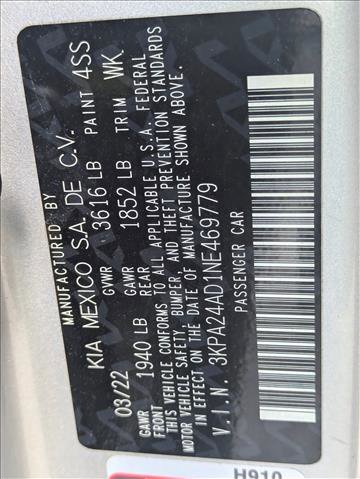 MANUFACTURED BY
KIA MEXICO S.A. DE C.V.
03/22 GVWR 3616 LB PAINT 4SS
GAWR 1940 LB GAWR REAR 1852 LB TRIM WK
THIS VEHICLE CONFORMS TO ALL APPLICABLE U.S.A. FEDERAL
MOTOR VEHICLE SAFETY, BUMPER, AND THEFT PREVENTION STANDARDS
IN EFFECT ON THE DATE OF MANUFACTURE SHOWN ABOVE.
V.I.N. 3KPA24AD1NE469779
PASSENGER CAR
H910